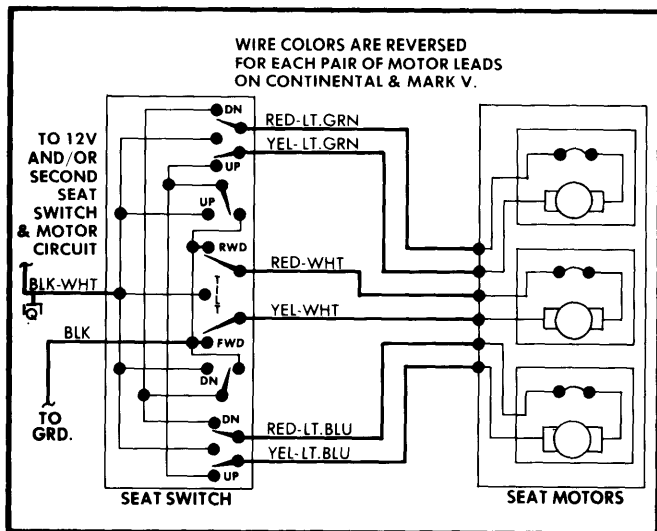 WIRE COLORS ARE REVERSED
FOR EACH PAIR OF MOTOR LEADS
ON CONTINENTAL & MARK V.
TO 12V
AND/OR
SECOND
SEAT
SWITCH
& MOTOR
CIRCUIT
DN
RED-LT.GRN
YEL-LT.GRN
UP
UP
RWD
RED-WHT
BLK-WHT
TILT
YEL-WHT
BLK
FWD
DN
TO
GRD.
DN
RED-LT.BLU
YEL-LT.BLU
UP
SEAT SWITCH
SEAT MOTORS